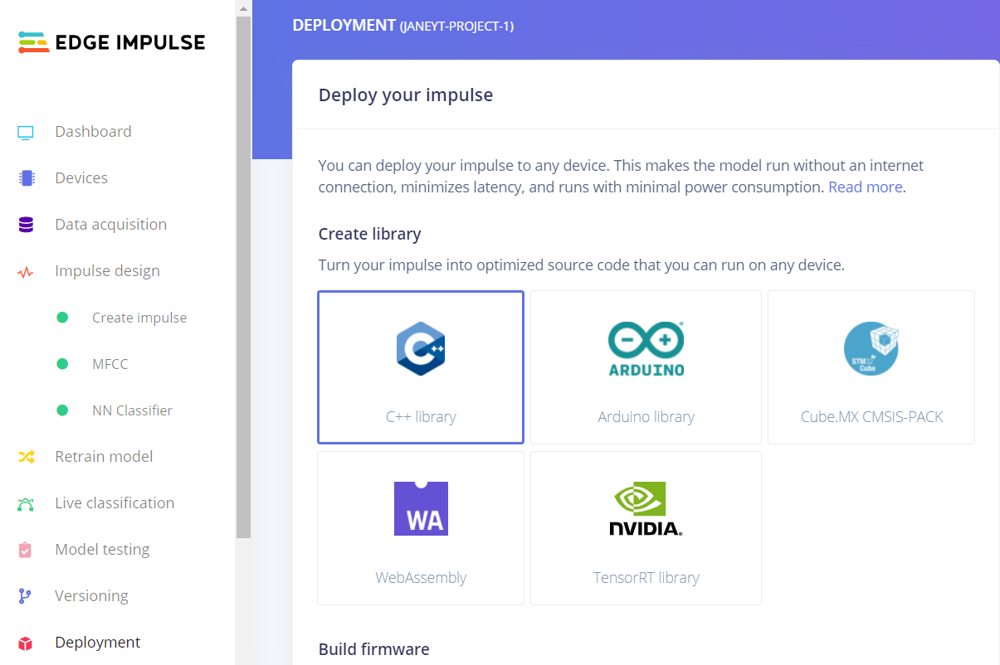 EDGE IMPULSE
Dashboard
Devices
Data acquisition
Impulse design
Create impulse
MFCC
NN Classifier
Retrain model
Live classification
Model testing
Versioning
Deployment
DEPLOYMENT (JANEYT-PROJECT-1)
Deploy your impulse
You can deploy your impulse to any device. This makes the model run without an internet
connection, minimizes latency, and runs with minimal power consumption. Read more.
Create library
Turn your impulse into optimized source code that you can run on any device.
C++
C++ library
ARDUINO
Arduino library
STM32
Cube
Cube.MX CMSIS-PACK
WA
WebAssembly
NVIDIA.
TensorRT library
Build firmware